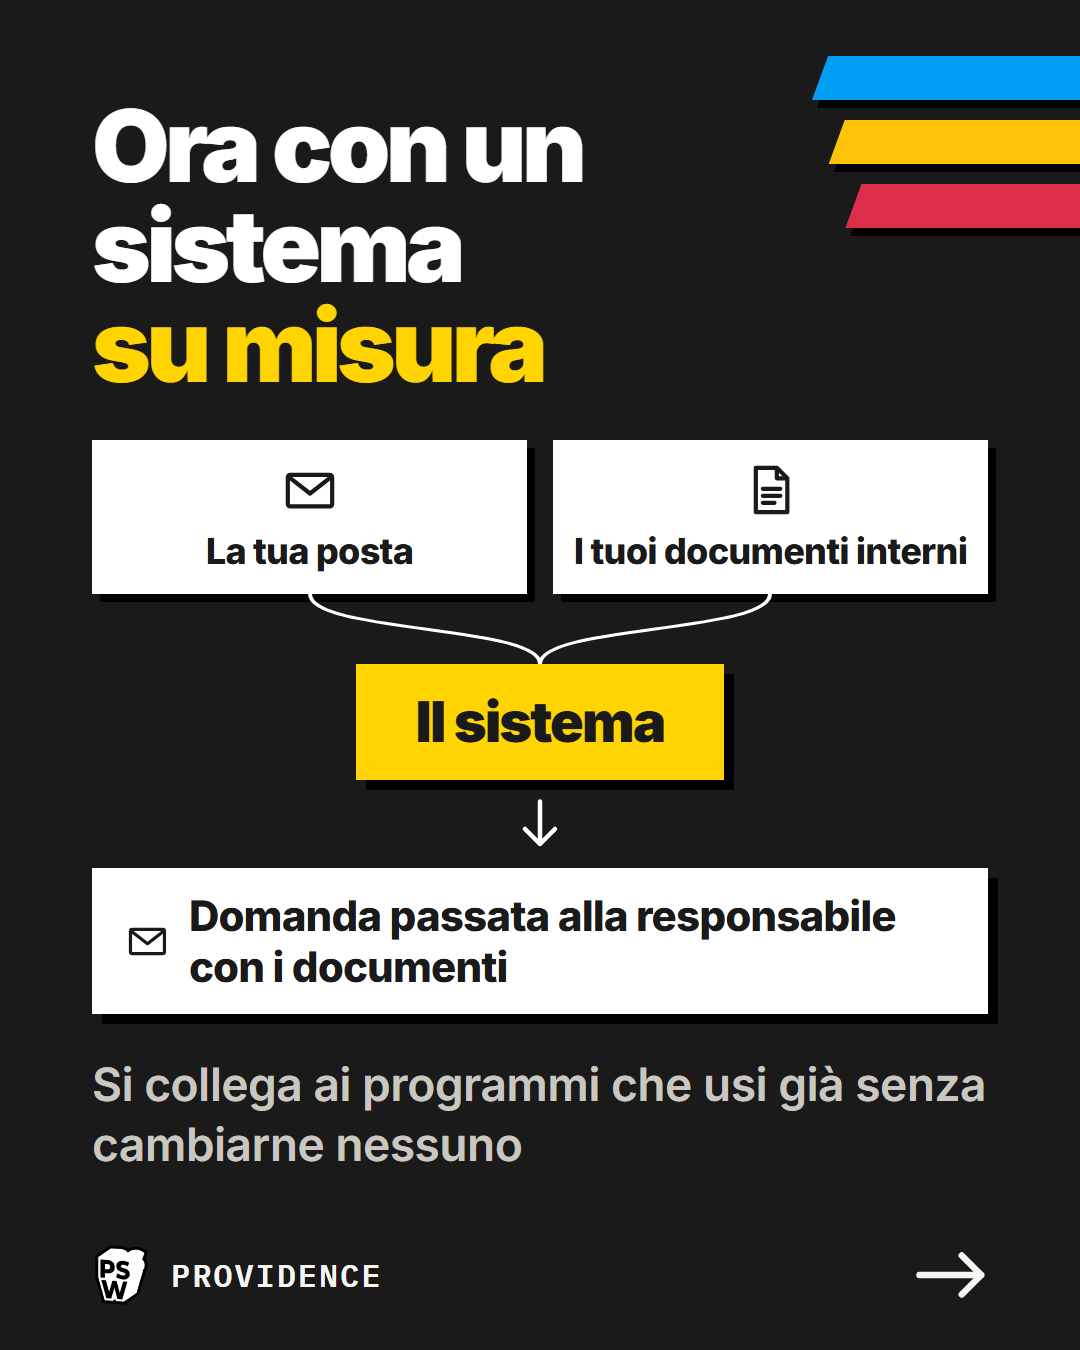 Ora con un
sistema
su misura
La tua posta
I tuoi documenti interni
Il sistema
Domanda passata alla responsabile
con i documenti
Si collega ai programmi che usi già senza
cambiarne nessuno
PSW PROVIDENCE